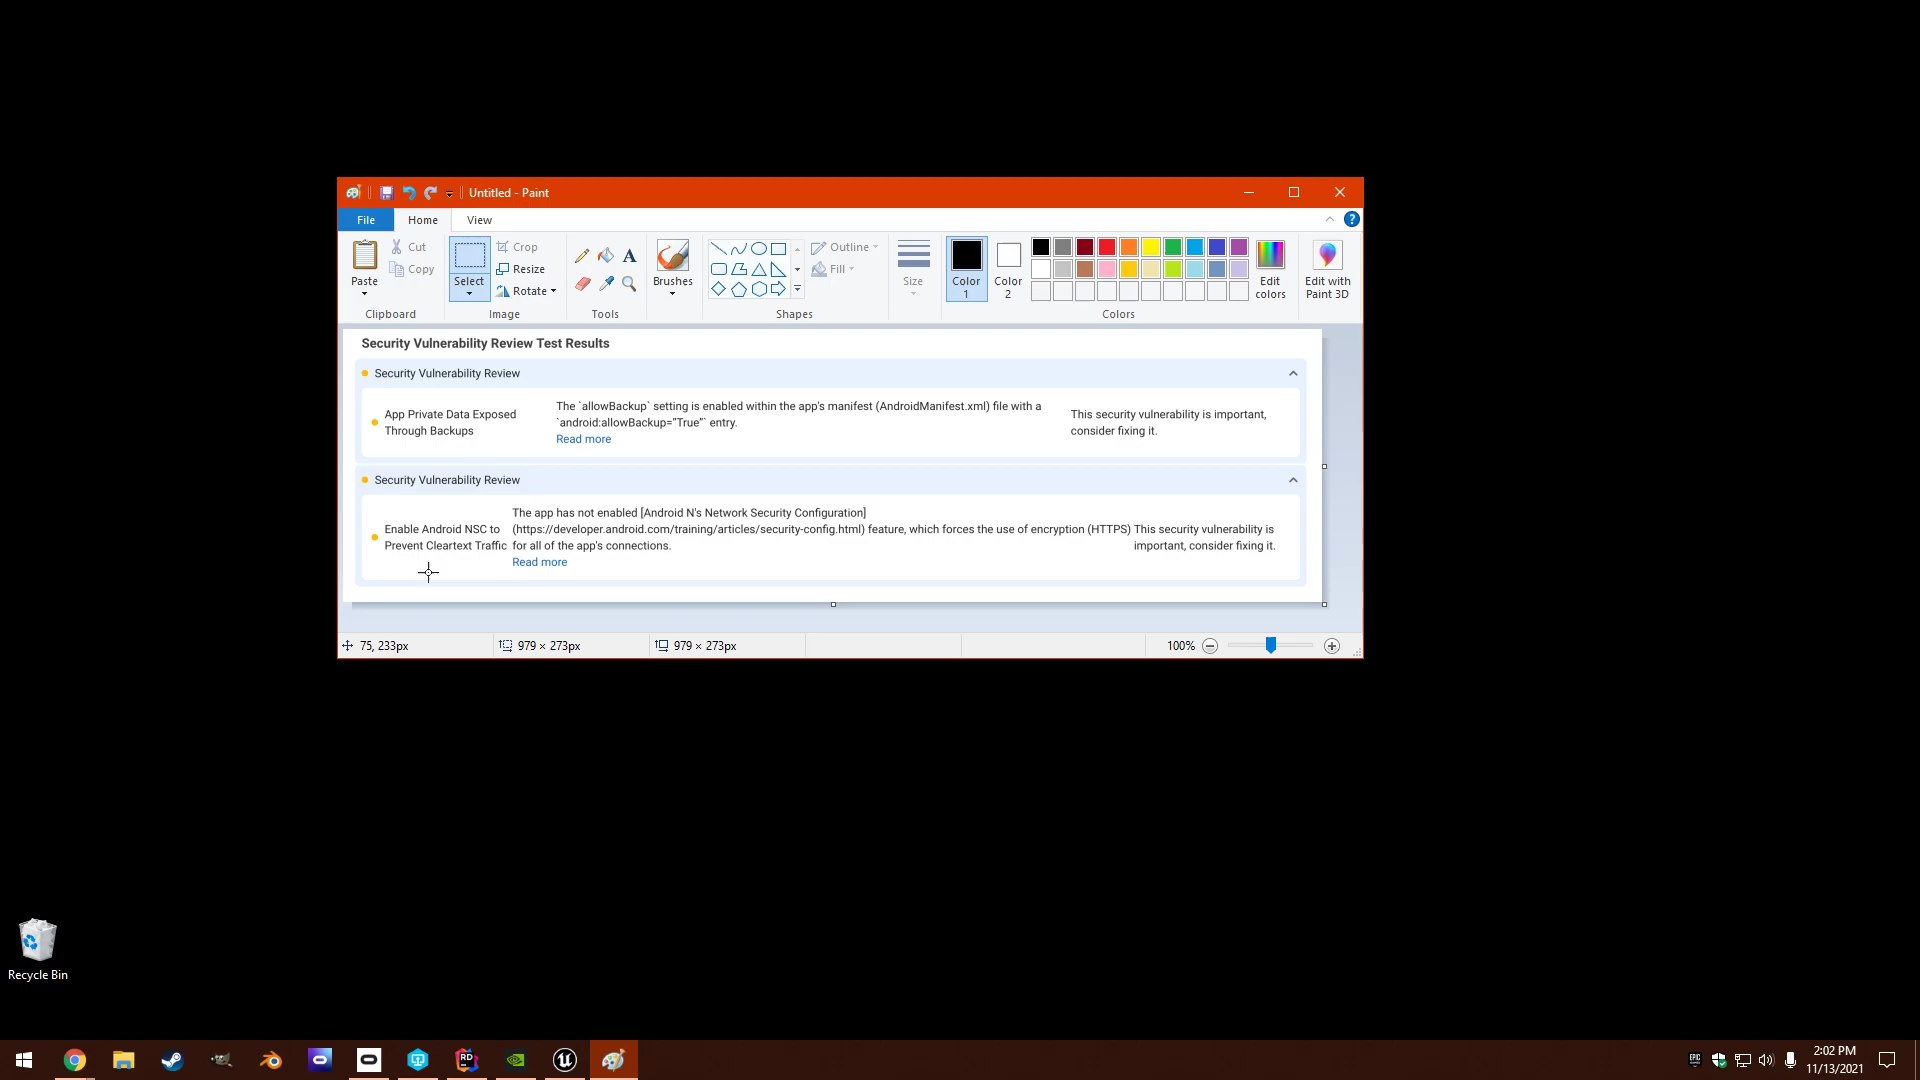 Untitled - Paint
File Home View
Paste
Cut
Copy
Clipboard
Select
Crop
Resize
Rotate
Image
Tools
Brushes
Shapes
Outline
Fill
Size
Color 1
Color 2
Edit colors
Colors
Edit with Paint 3D
Security Vulnerability Review Test Results
Security Vulnerability Review
App Private Data Exposed
Through Backups
The `allowBackup` setting is enabled within the app's manifest (AndroidManifest.xml) file with a
`android:allowBackup="True"` entry.
Read more
This security vulnerability is important,
consider fixing it.
Security Vulnerability Review
Enable Android NSC to
Prevent Cleartext Traffic
The app has not enabled [Android N's Network Security Configuration]
(https://developer.android.com/training/articles/security-config.html) feature, which forces the use of encryption (HTTPS)
for all of the app's connections.
Read more
This security vulnerability is
important, consider fixing it.
75, 233px
979 × 273px
979 × 273px
100%
Recycle Bin
RD
EPIC
2:02 PM
11/13/2021